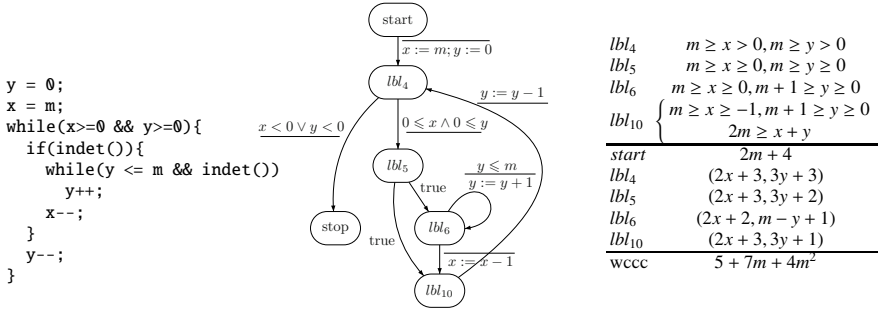 y = 0;
x = m;
while(x>=0 && y>=0){
if(indet()){
while(y <= m && indet())
y++;
x--;
}
y--;
}
start
x := m; y := 0
lbl4
y := y − 1
x < 0 ∨ y < 0
0 ⩽ x ∧ 0 ⩽ y
lbl5
y ⩽ m
y := y + 1
true
stop
lbl6
true
x := x − 1
lbl10
lbl4 m ≥ x > 0, m ≥ y > 0
lbl5 m ≥ x ≥ 0, m ≥ y ≥ 0
lbl6 m ≥ x ≥ 0, m + 1 ≥ y ≥ 0
lbl10 { m ≥ x ≥ −1, m + 1 ≥ y ≥ 0
2m ≥ x + y
start 2m + 4
lbl4 (2x + 3, 3y + 3)
lbl5 (2x + 3, 3y + 2)
lbl6 (2x + 2, m − y + 1)
lbl10 (2x + 3, 3y + 1)
wccc 5 + 7m + 4m²